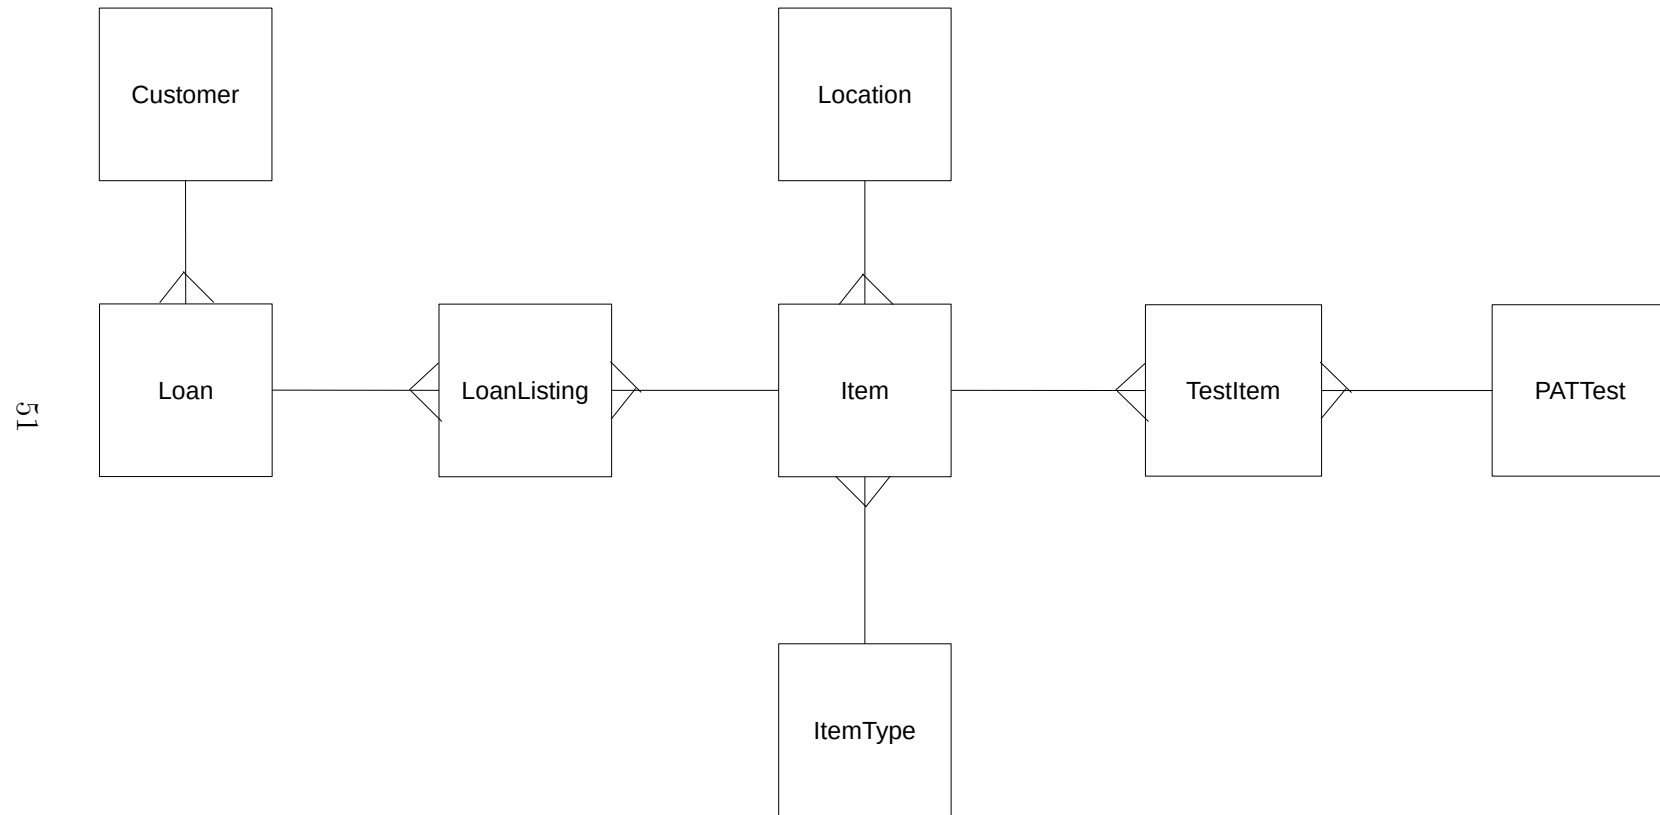 Customer
Location
Loan
LoanListing
Item
TestItem
PATTest
ItemType
51